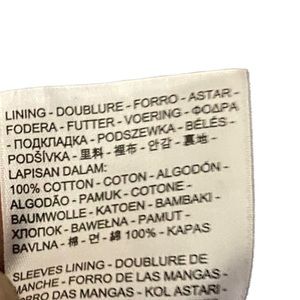 LINING - DOUBLURE - FORRO - ASTAR -
FODERA - FUTTER - VOERING - ΦΟΔΡΑ
- ПОДКЛАДКА - PODSZEWKA - BÉLÉS -
PODŠÍVKA - 里料 - 裡布 - 안감 - 裏地 -
LAPISAN DALAM:
100% COTTON - COTON - ALGODÓN -
ALGODÃO - PAMUK - COTONE -
BAUMWOLLE - KATOEN - ΒΑΜΒΑΚΙ -
ХЛОПОК - BAWEŁNA - PAMUT -
BAVLNA - 棉 - 면 - 綿 100% - KAPAS
SLEEVES LINING - DOUBLURE DE
MANCHE - FORRO DE LAS MANGAS -
FORRO DAS MANGAS - KOL ASTARI -